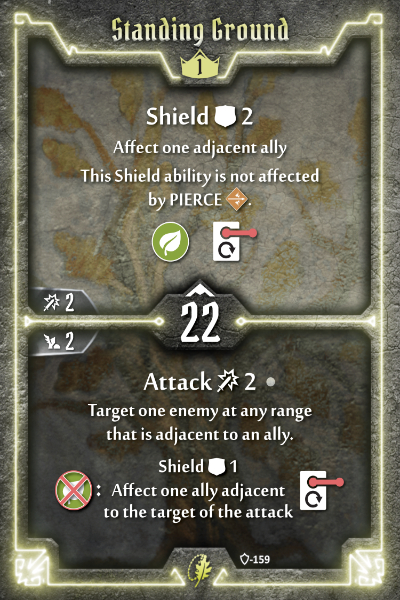 Standing Ground
1
Shield 2
Affect one adjacent ally
This Shield ability is not affected
by PIERCE .
2
22
2
Attack 2
Target one enemy at any range
that is adjacent to an ally.
Shield 1
: Affect one ally adjacent
to the target of the attack
-159